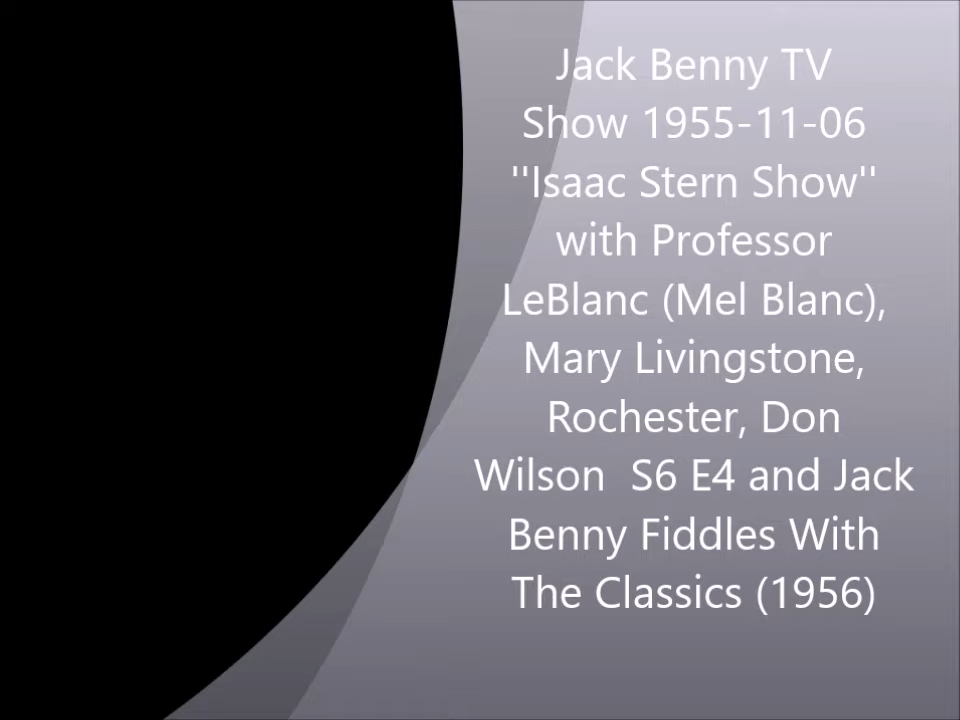 Jack Benny TV
Show 1955-11-06
''Isaac Stern Show''
with Professor
LeBlanc (Mel Blanc),
Mary Livingstone,
Rochester, Don
Wilson  S6 E4 and Jack
Benny Fiddles With
The Classics (1956)